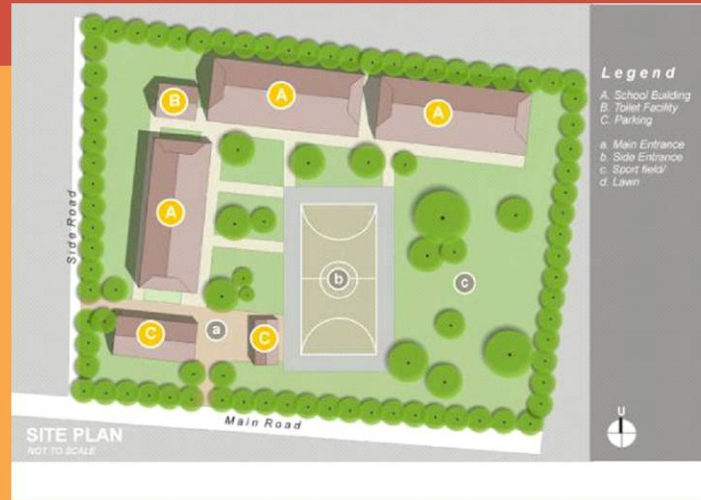 Legend
A. School Building
B. Toilet Facility
C. Parking
a. Main Entrance
b. Side Entrance
c. Sport field/
d. Lawn
B
A
A
A
Side Road
b
c
C
a
C
Main Road
SITE PLAN
NOT TO SCALE
U